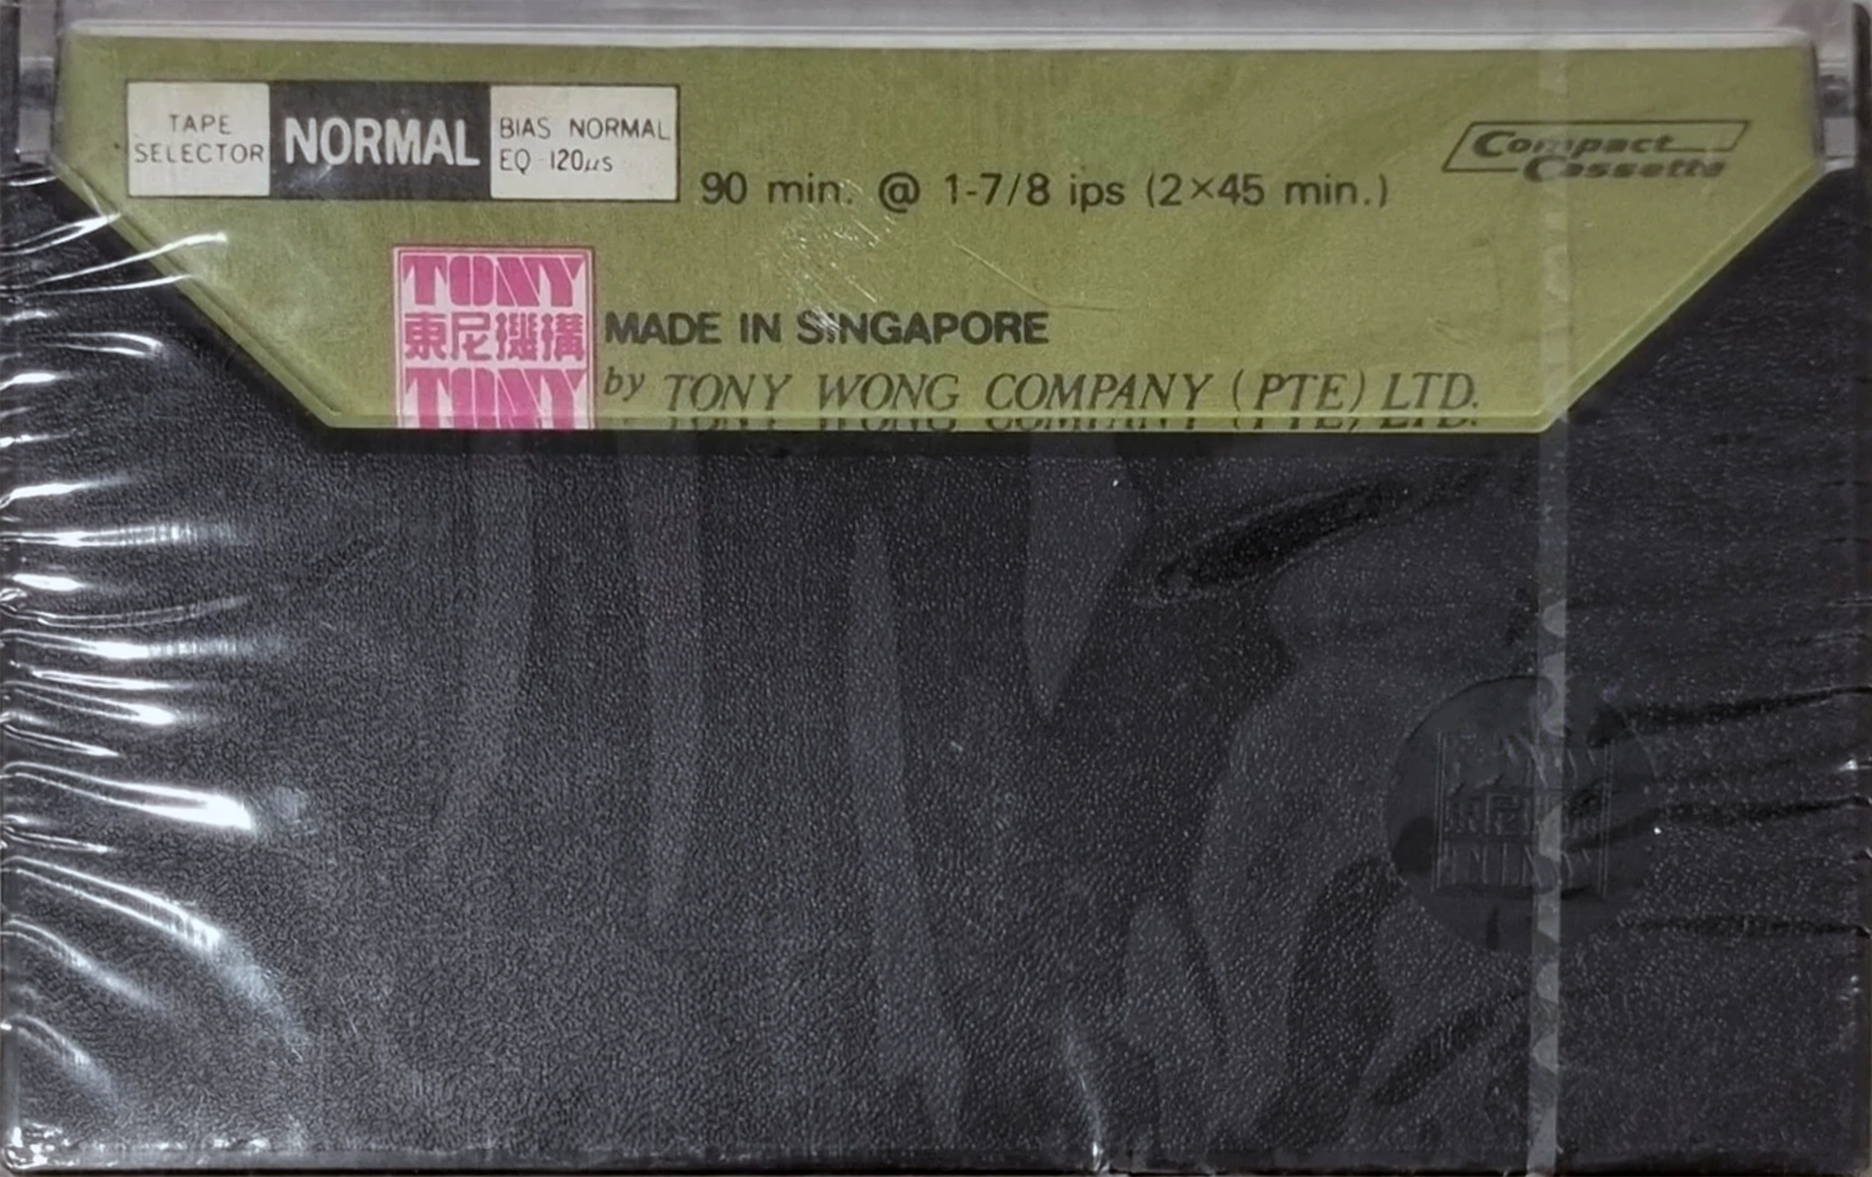 TAPE
SELECTOR
NORMAL
BIAS NORMAL
EQ 120µs
90 min. @ 1-7/8 ips (2×45 min.)
Compact
Cassette
TONY
東尼機構
TONY
MADE IN SINGAPORE
by TONY WONG COMPANY (PTE) LTD.